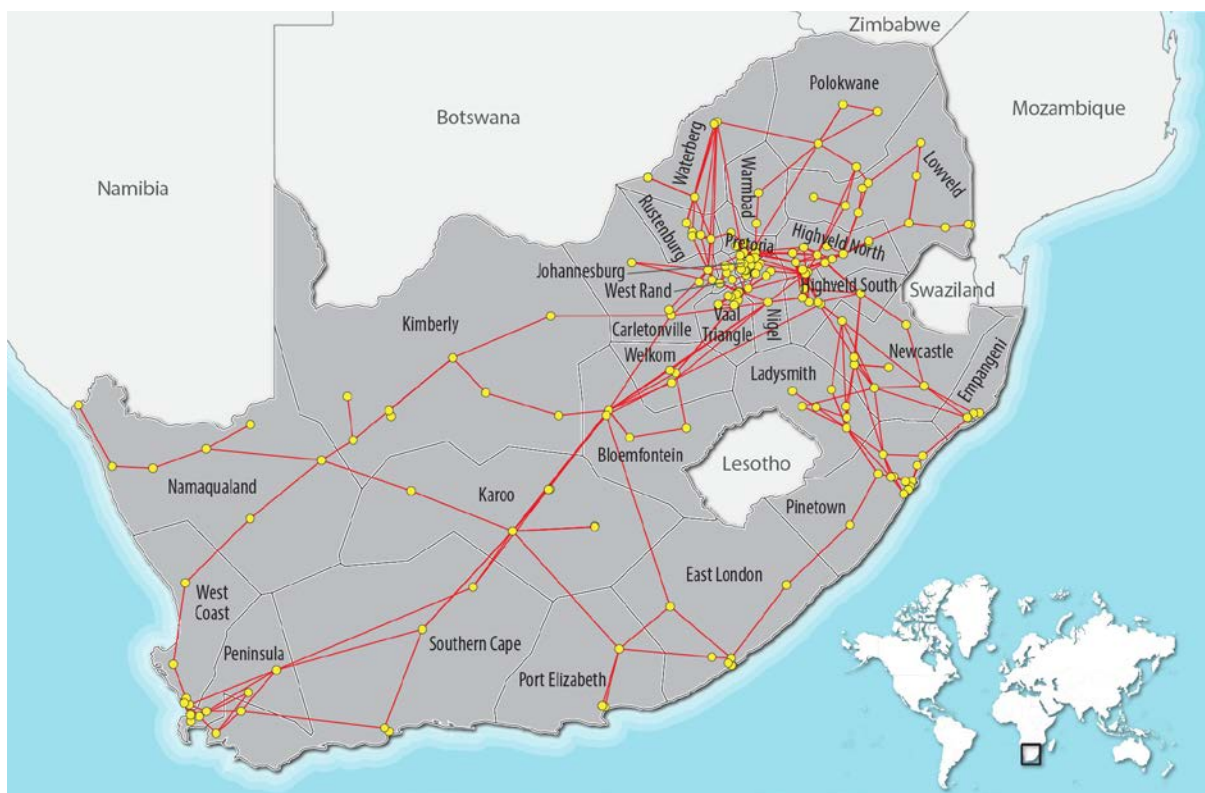 Zimbabwe
Polokwane
Mozambique
Botswana
Waterberg
Warmbad
Lowveld
Namibia
Rustenburg
Pretoria
Highveld North
Johannesburg
West Rand
Highveld South
Swaziland
Kimberly
Carletonville
Vaal
Triangle
Nigel
Welkom
Newcastle
Ladysmith
Empangeni
Bloemfontein
Lesotho
Namaqualand
Karoo
Pinetown
East London
West
Coast
Southern Cape
Peninsula
Port Elizabeth